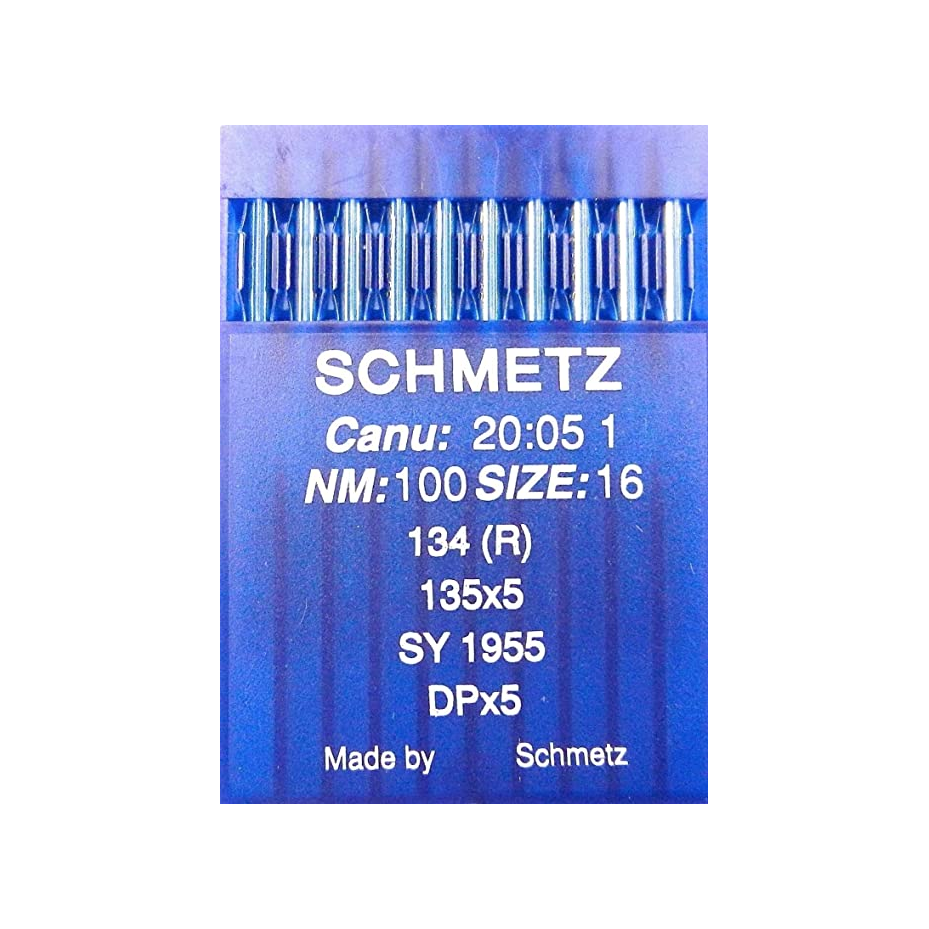 SCHMETZ
Canu: 20:05 1
NM:100 SIZE:16
134 (R)
135x5
SY 1955
DPx5
Made by Schmetz